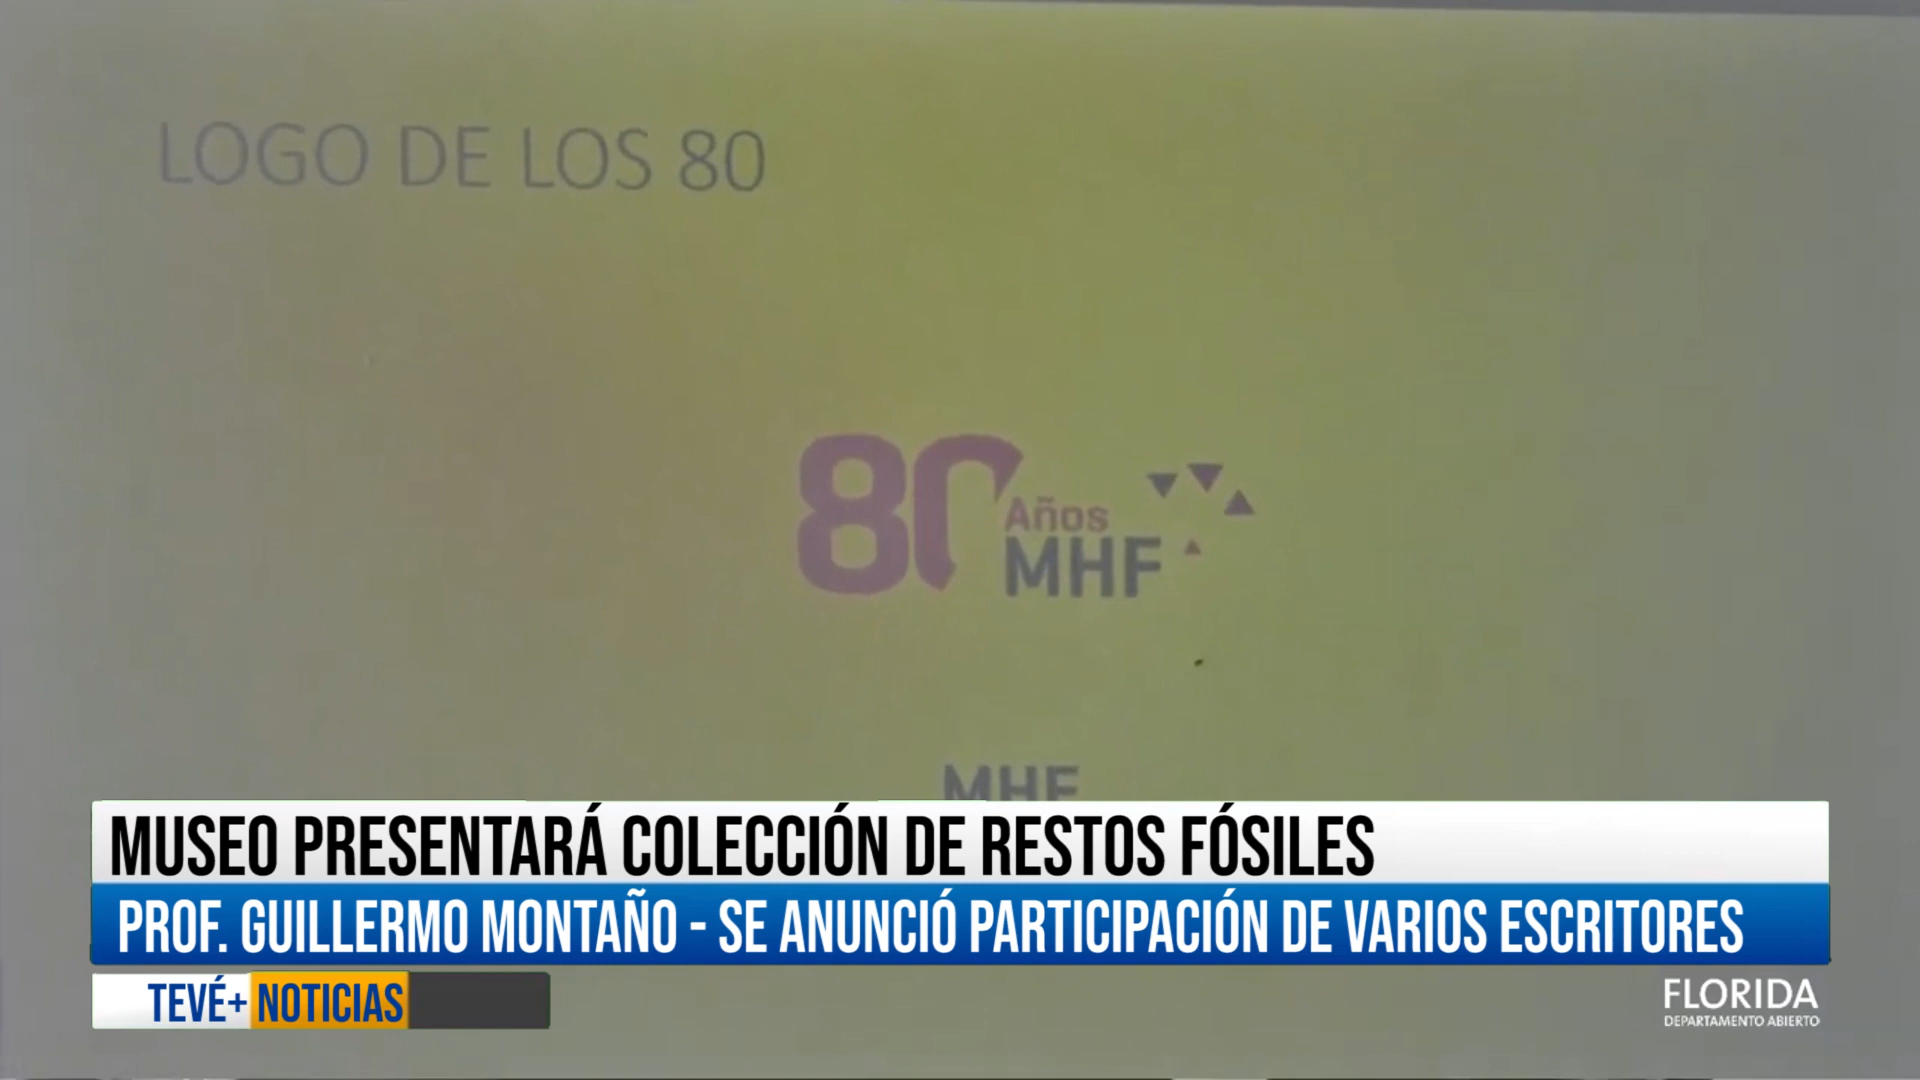 LOGO DE LOS 80
80 Años
MHF
MHF
MUSEO PRESENTARÁ COLECCIÓN DE RESTOS FÓSILES
PROF. GUILLERMO MONTAÑO - SE ANUNCIÓ PARTICIPACIÓN DE VARIOS ESCRITORES
TEVÉ+ NOTICIAS
FLORIDA
DEPARTAMENTO ABIERTO